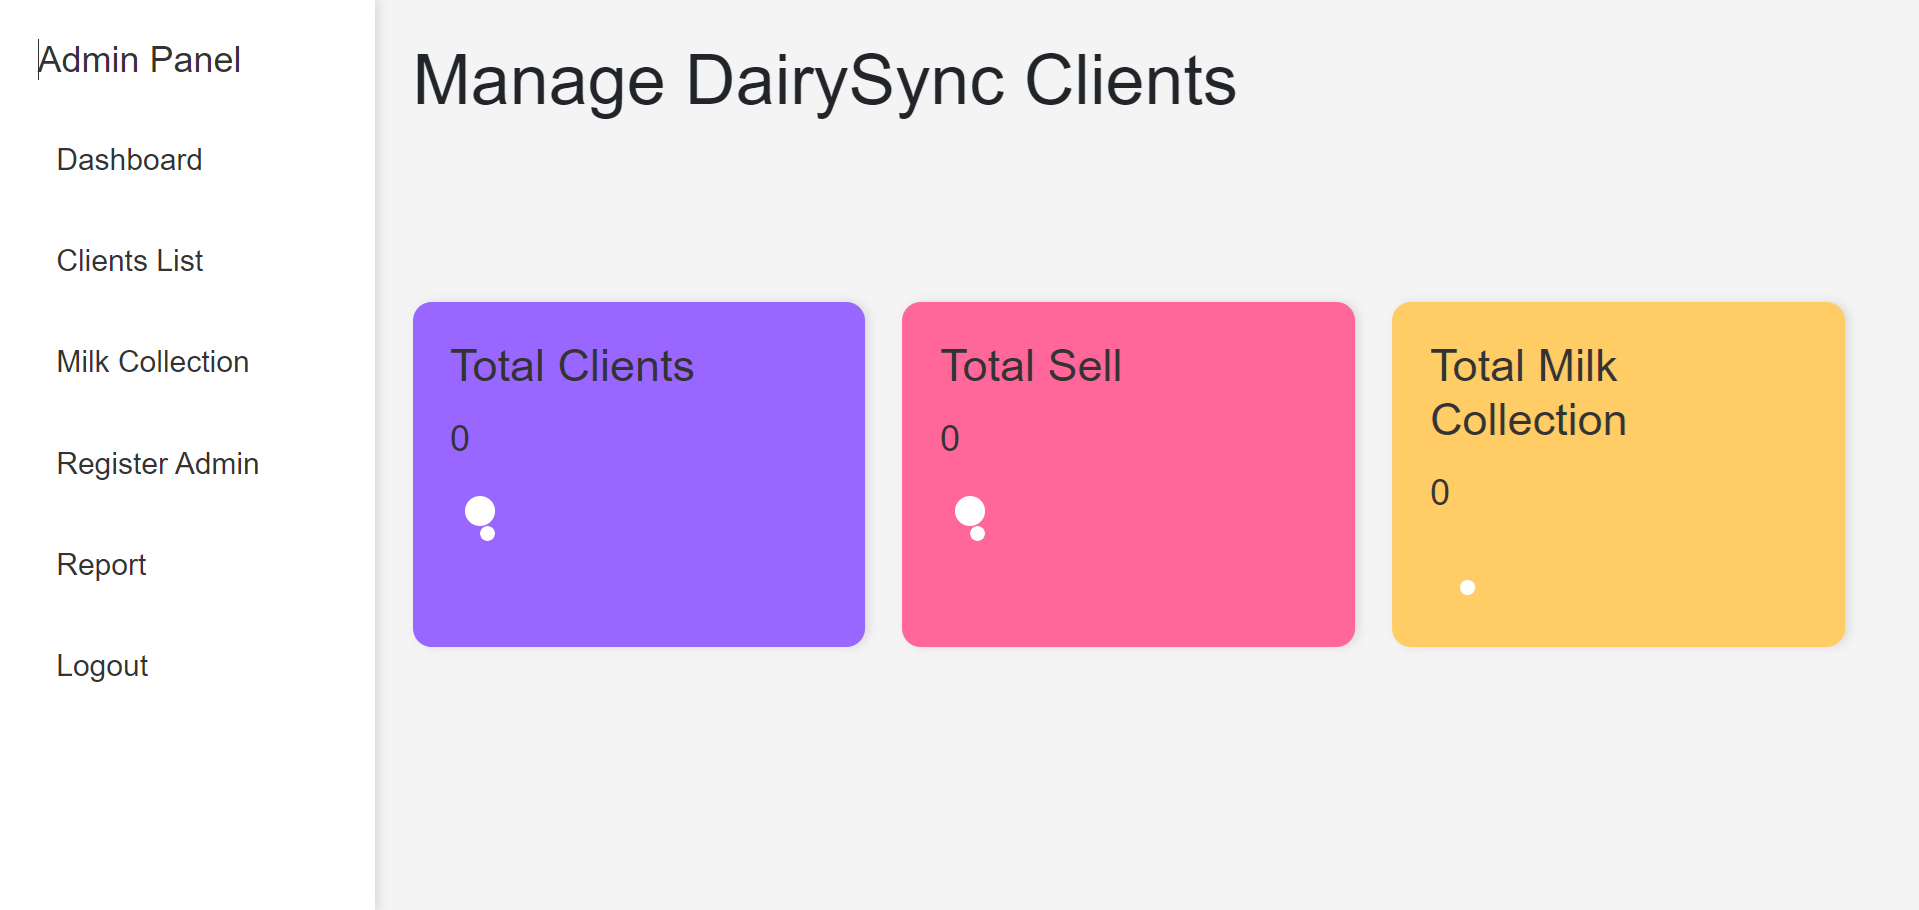 Admin Panel
Dashboard
Clients List
Milk Collection
Register Admin
Report
Logout
Manage DairySync Clients
Total Clients
0
Total Sell
0
Total Milk
Collection
0